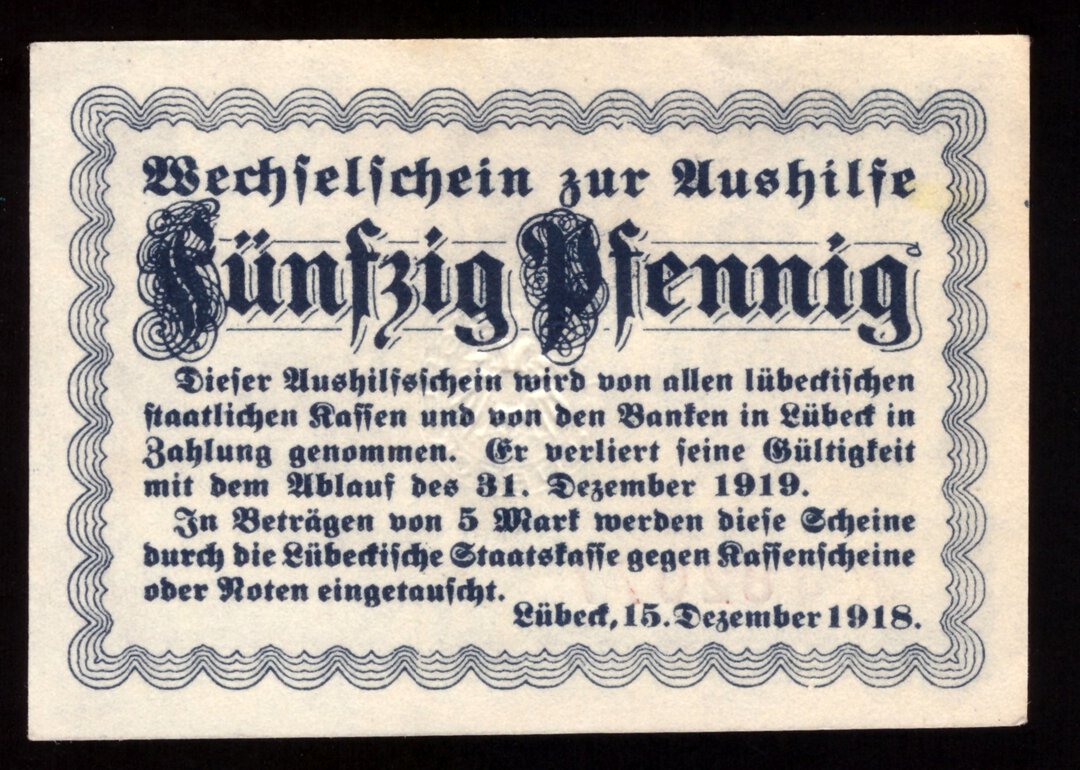 Wechselschein zur Aushilfe
Fünfzig Pfennig
Dieser Aushilfsschein wird von allen lübeckischen
staatlichen Kassen und von den Banken in Lübeck in
Zahlung genommen. Er verliert seine Gültigkeit
mit dem Ablauf des 31. Dezember 1919.
In Beträgen von 5 Mark werden diese Scheine
durch die Lübeckische Staatskasse gegen Kassenscheine
oder Noten eingetauscht.
Lübeck, 15. Dezember 1918.